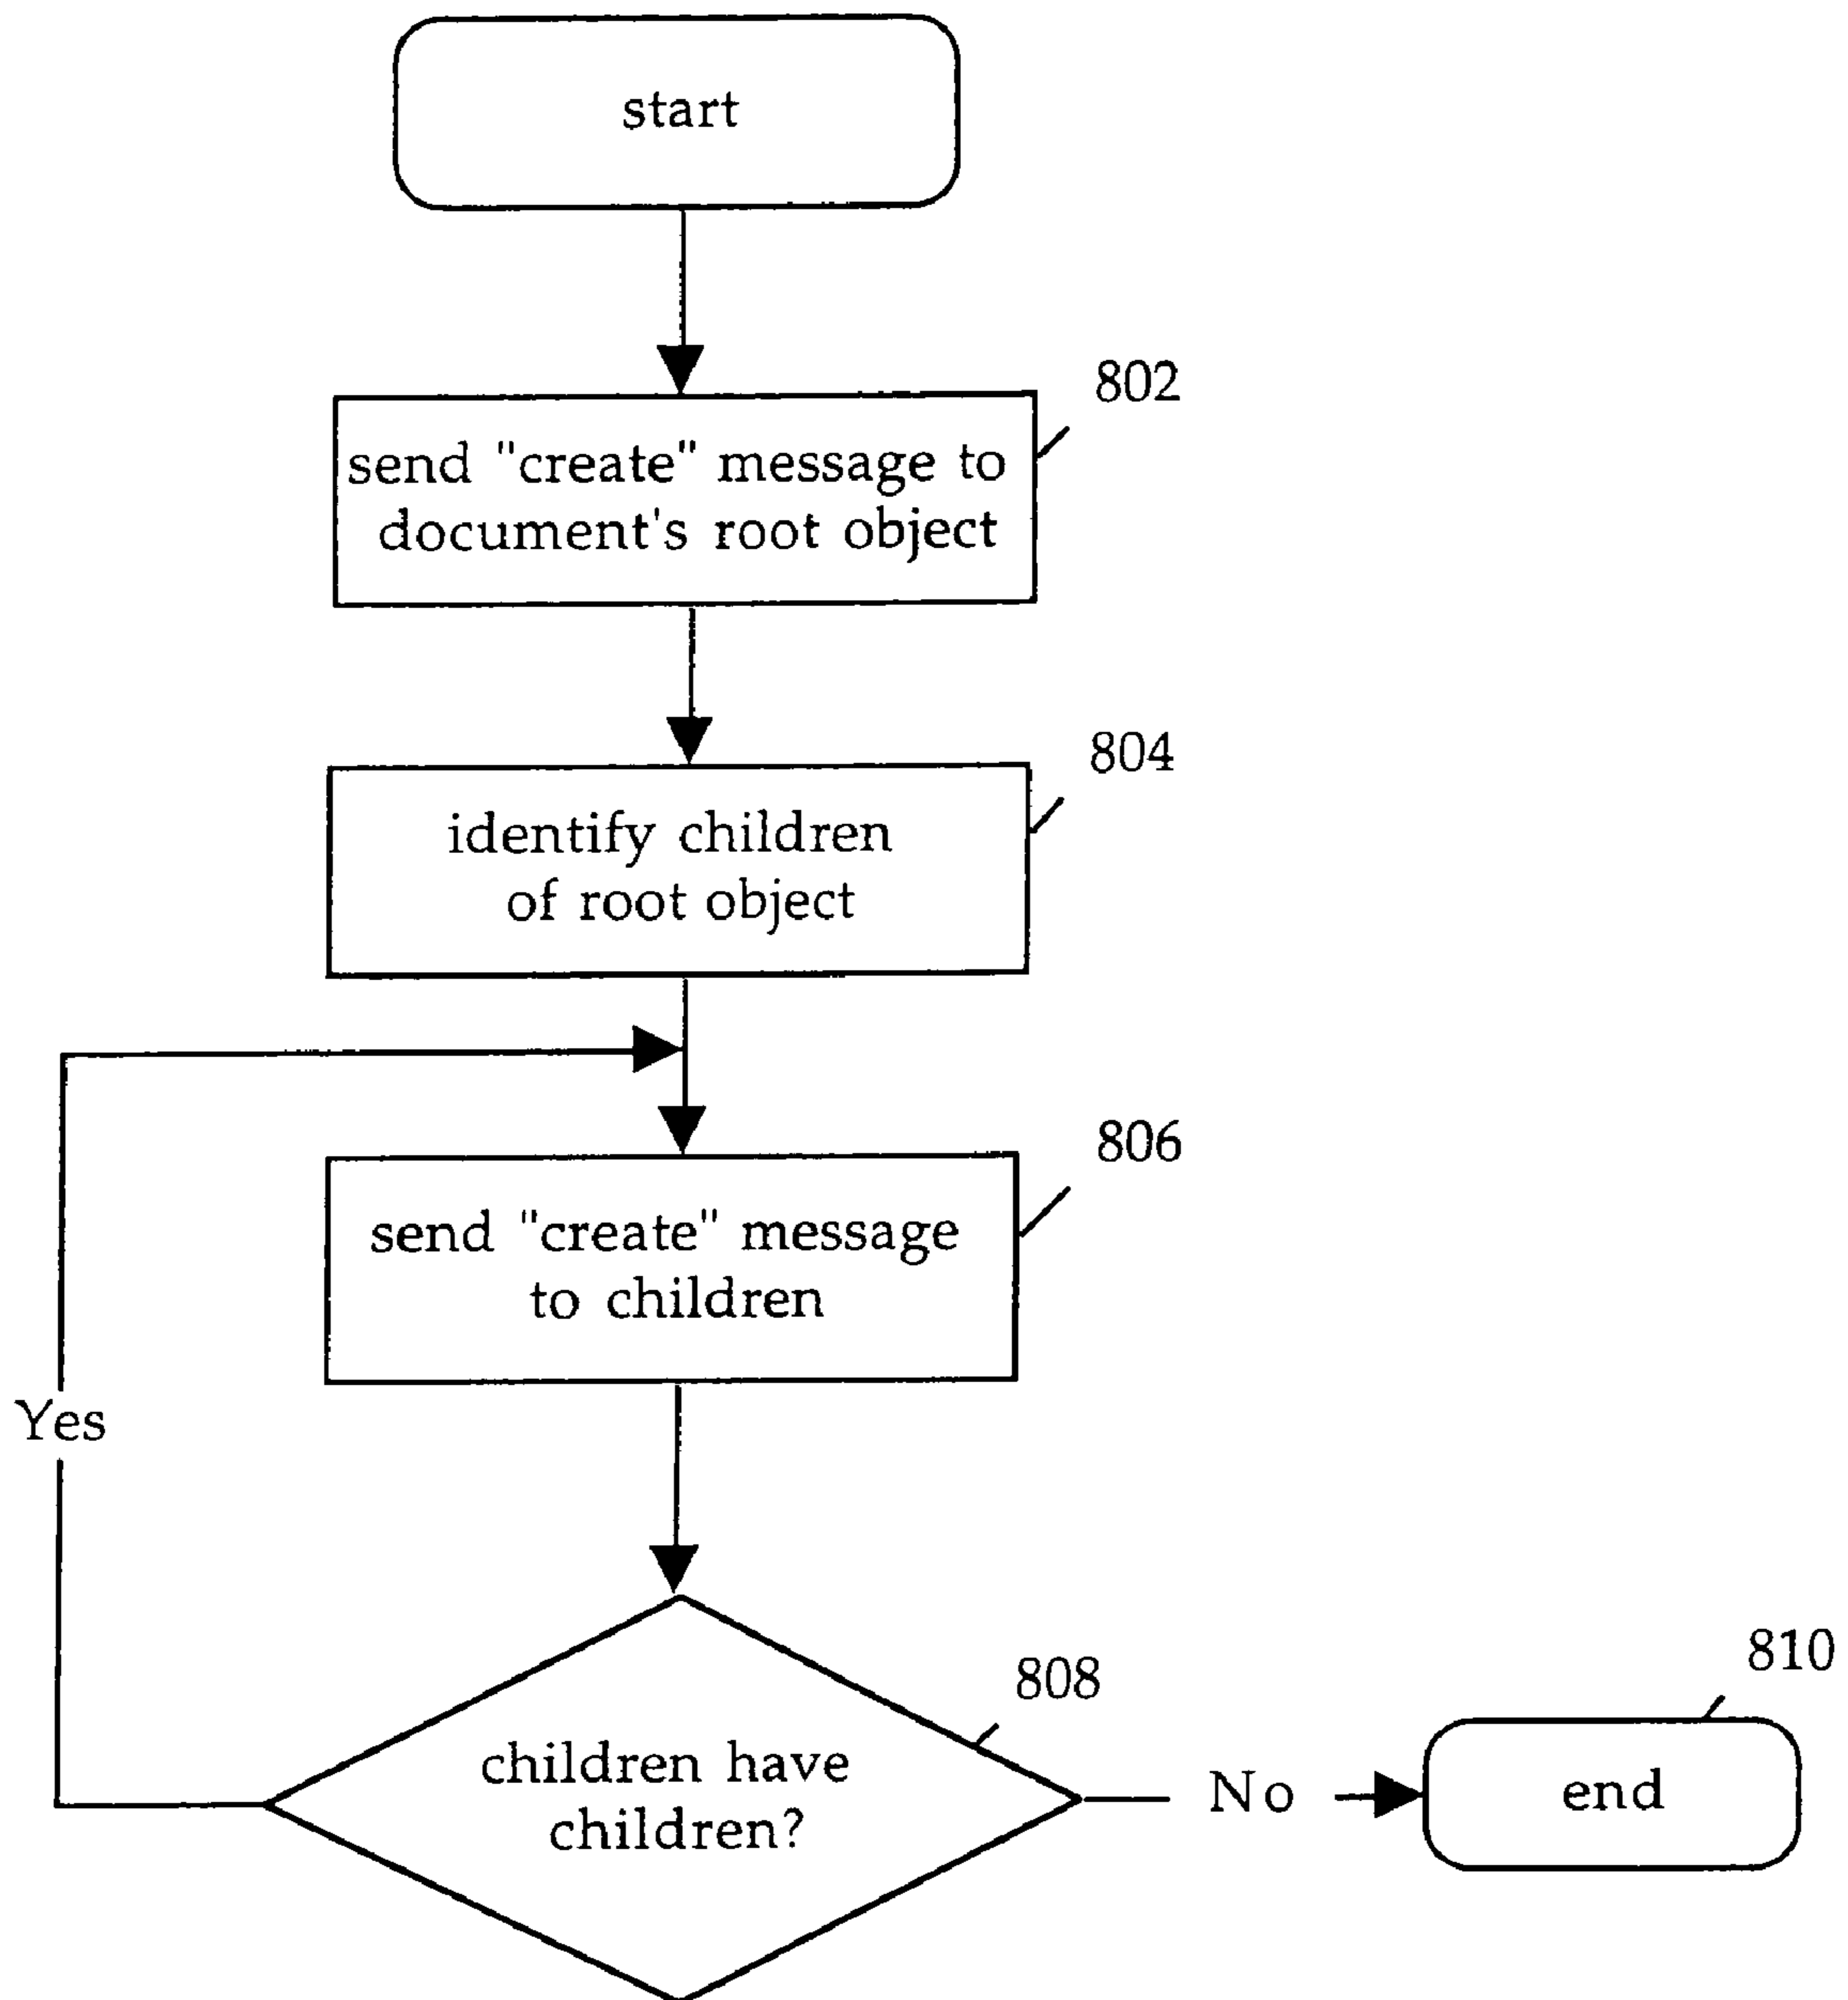 start
802
send "create" message to
document's root object
804
identify children
of root object
806
send "create" message
to children
Yes
808
children have
children?
No
810
end